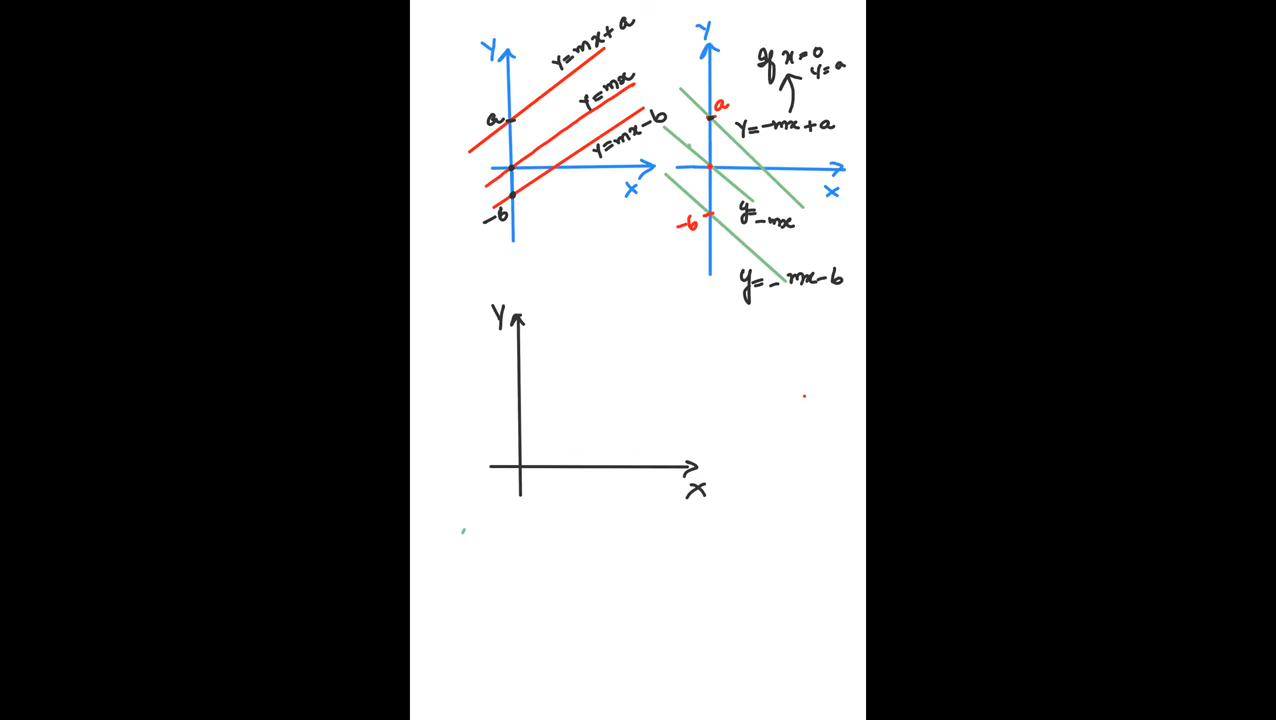 Y
y=mx+a
a
y=mx
y=mx-b
x
-b
Y
If x=0
y=a
a
y=-mx+a
x
y=-mx
-b
y=-mx-b
Y
X